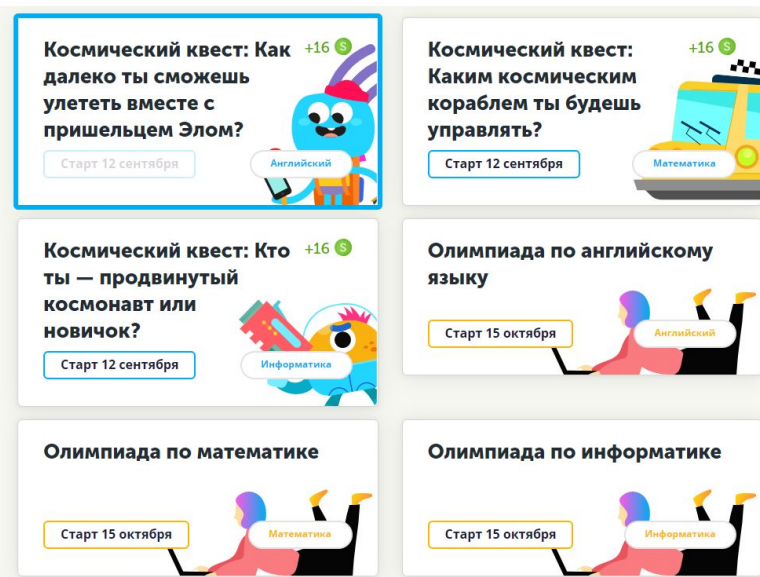 Космический квест: Как
далеко ты сможешь
улететь вместе с
пришельцем Элом?
+16 S
Старт 12 сентября
Английский
Космический квест:
Каким космическим
кораблем ты будешь
управлять?
+16 S
Старт 12 сентября
Математика
Космический квест: Кто
ты — продвинутый
космонавт или
новичок?
+16 S
Старт 12 сентября
Информатика
Олимпиада по английскому
языку
Старт 15 октября
Английский
Олимпиада по математике
Старт 15 октября
Математика
Олимпиада по информатике
Старт 15 октября
Информатика